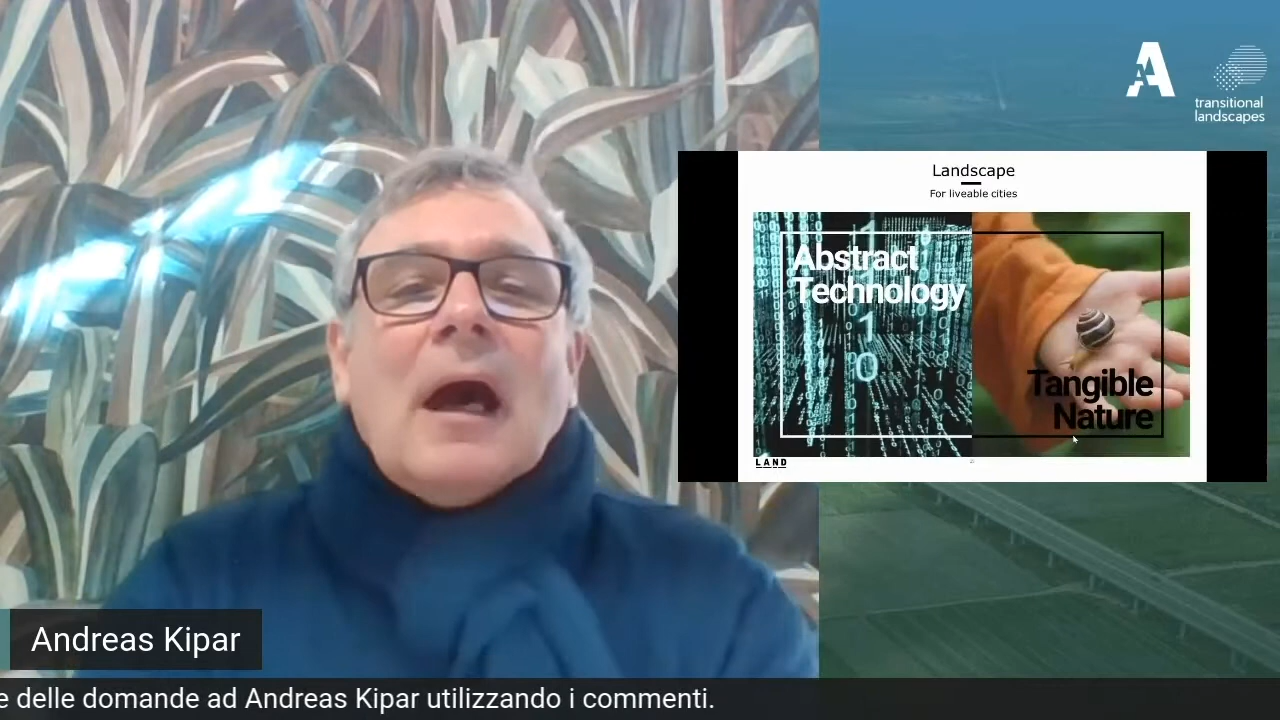 A
transitional
landscapes
Landscape
For liveable cities
Abstract
Technology
Tangible
Nature
LAND
Andreas Kipar
e delle domande ad Andreas Kipar utilizzando i commenti.